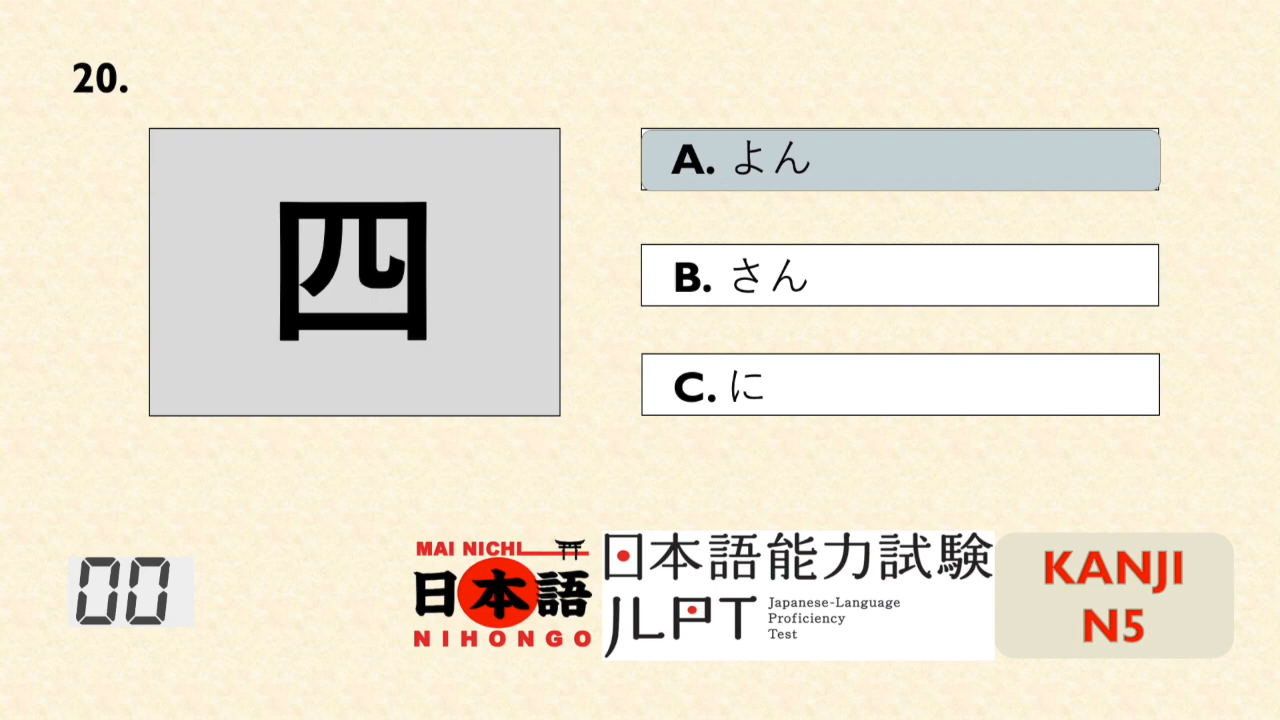 20.
四
A. よん
B. さん
C. に
00
MAI NICHI
日本語
NIHONGO
日本語能力試験
JLPT
Japanese-Language
Proficiency
Test
KANJI
N5